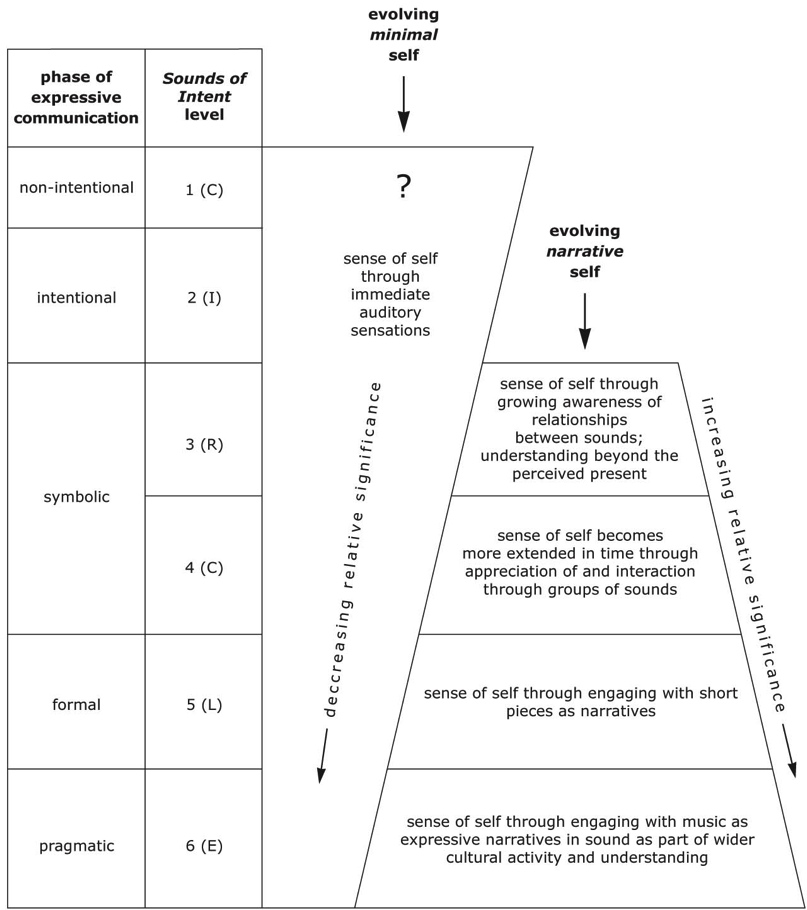 evolving
minimal
self
phase of
expressive
communication
Sounds of
Intent
level
non-intentional
1 (C)
?
evolving
narrative
self
intentional
2 (I)
sense of self
through
immediate
auditory
sensations
symbolic
3 (R)
sense of self through
growing awareness of
relationships
between sounds;
understanding beyond the
perceived present
4 (C)
sense of self becomes
more extended in time through
appreciation of and interaction
through groups of sounds
deccreasing relative significance
increasing relative significance
formal
5 (L)
sense of self through engaging with short
pieces as narratives
pragmatic
6 (E)
sense of self through engaging with music as
expressive narratives in sound as part of wider
cultural activity and understanding